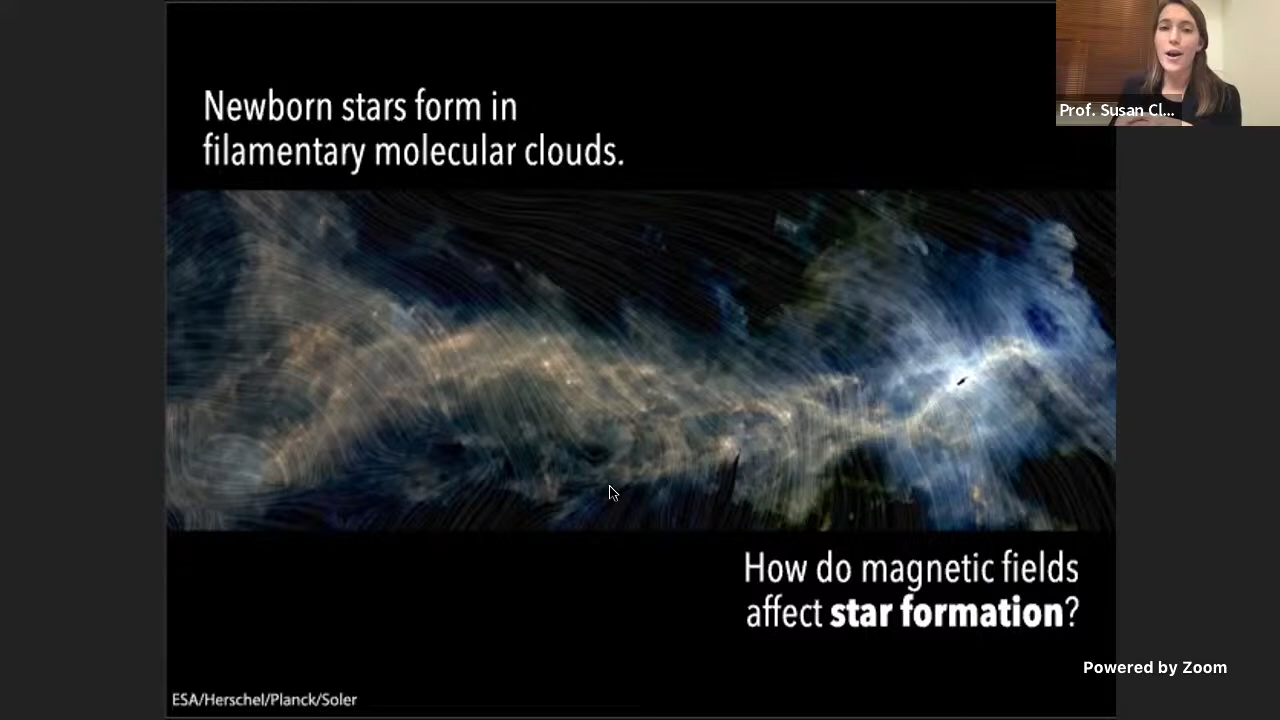 Newborn stars form in
filamentary molecular clouds.
Prof. Susan Cl...
How do magnetic fields
affect star formation?
Powered by Zoom
ESA/Herschel/Planck/Soler